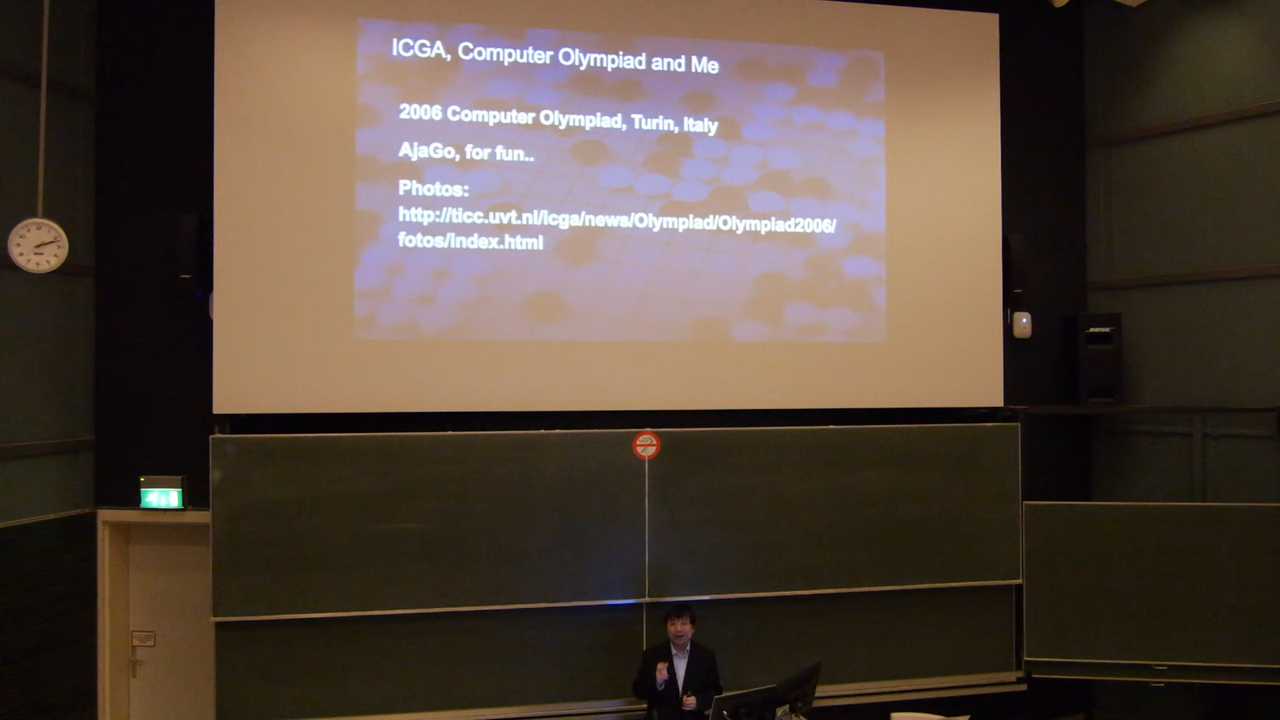 ICGA, Computer Olympiad and Me
2006 Computer Olympiad, Turin, Italy
AjaGo, for fun..
Photos:
http://ticc.uvt.nl/icga/news/Olympiad/Olympiad2006/
fotos/index.html
BOSE